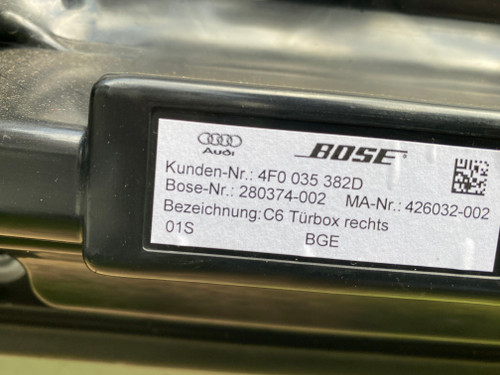 Audi BOSE
Kunden-Nr.: 4F0 035 382D
Bose-Nr.: 280374-002 MA-Nr.: 426032-002
Bezeichnung: C6 Türbox rechts
01S BGE